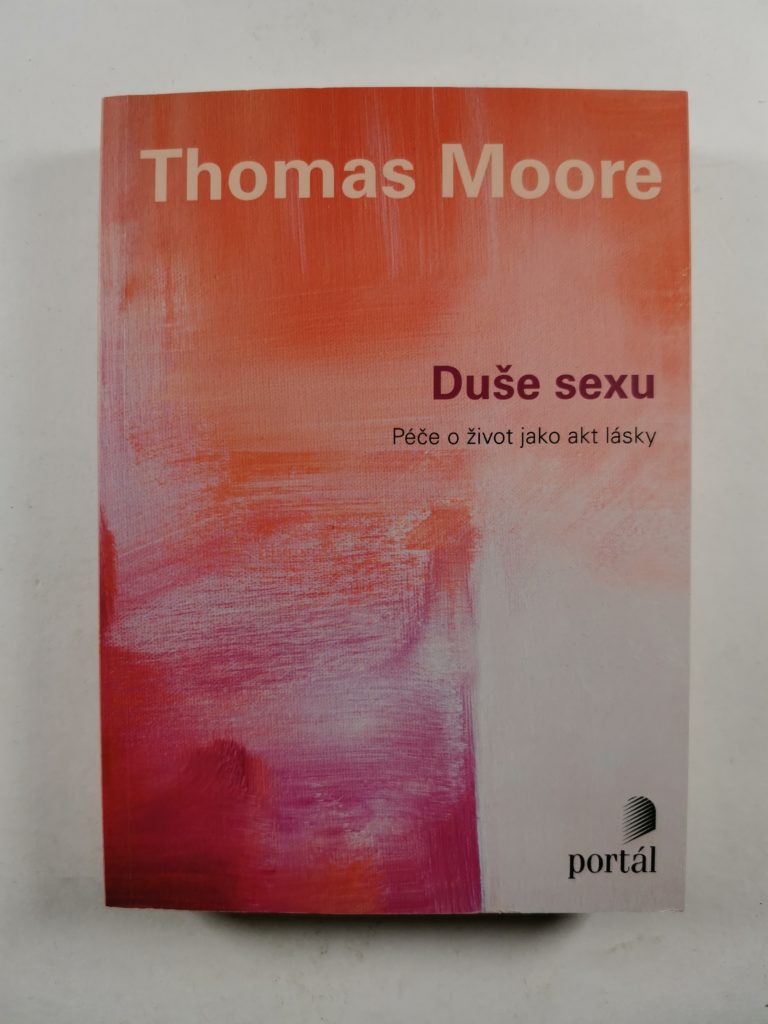 Thomas Moore
Duše sexu
Péče o život jako akt lásky
portál